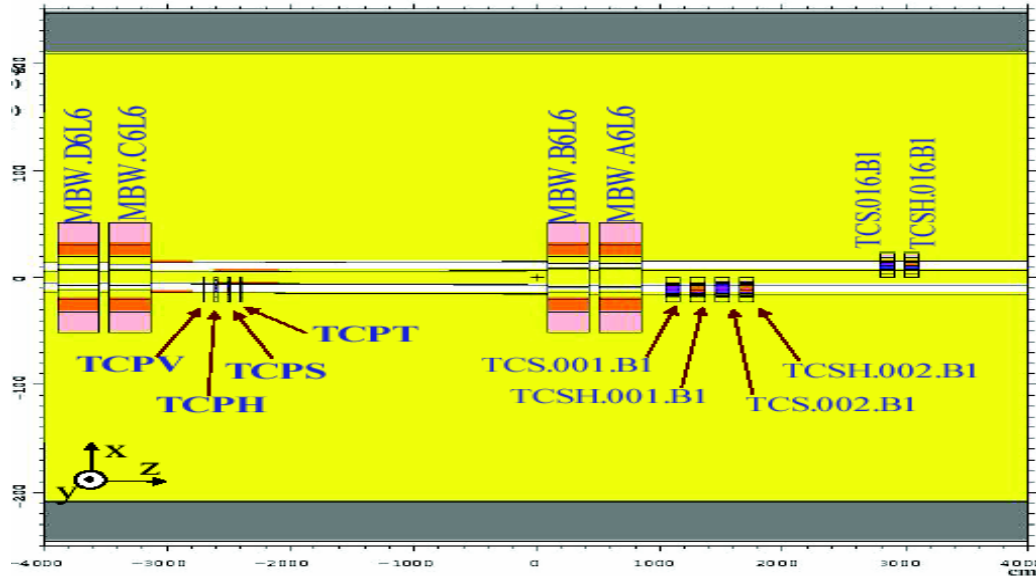 MBW.D6L6
MBW.C6L6
MBW.B6L6
MBW.A6L6
TCS.016.B1
TCSH.016.B1
100
0
-100
-200
TCPV
TCPH
TCPS
TCPT
TCS.001.B1
TCSH.001.B1
TCS.002.B1
TCSH.002.B1
x
z
y
-4000 -3000 -2000 -1000 0 1000 2000 3000
cm